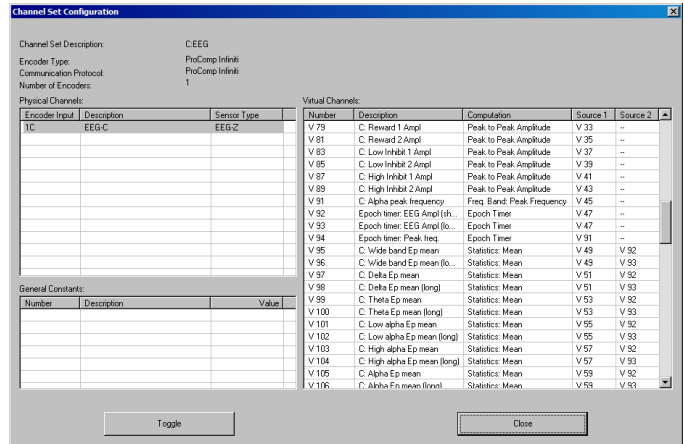 Channel Set Configuration
Channel Set Description: C:EEG
Encoder Type: ProComp Infiniti
Communication Protocol: ProComp Infiniti
Number of Encoders: 1
Physical Channels:
Encoder Input Description Sensor Type
1C EEG-C EEG-Z
General Constants:
Number Description Value
Virtual Channels:
Number Description Computation Source 1 Source 2
V 79 C: Reward 1 Ampl Peak to Peak Amplitude V 33 --
V 81 C: Reward 2 Ampl Peak to Peak Amplitude V 35 --
V 83 C: Low Inhibit 1 Ampl Peak to Peak Amplitude V 37 --
V 85 C: Low Inhibit 2 Ampl Peak to Peak Amplitude V 39 --
V 87 C: High Inhibit 1 Ampl Peak to Peak Amplitude V 41 --
V 89 C: High Inhibit 2 Ampl Peak to Peak Amplitude V 43 --
V 91 C: Alpha peak frequency Freq. Band: Peak Frequency V 45 --
V 92 Epoch timer: EEG Ampl (sh... Epoch Timer V 47 --
V 93 Epoch timer: EEG Ampl (lo... Epoch Timer V 47 --
V 94 Epoch timer: Peak freq. Epoch Timer V 91 --
V 95 C: Wide band Ep mean Statistics: Mean V 49 V 92
V 96 C: Wide band Ep mean (lo... Statistics: Mean V 49 V 93
V 97 C: Delta Ep mean Statistics: Mean V 51 V 92
V 98 C: Delta Ep mean (long) Statistics: Mean V 51 V 93
V 99 C: Theta Ep mean Statistics: Mean V 53 V 92
V 100 C: Theta Ep mean (long) Statistics: Mean V 53 V 93
V 101 C: Low alpha Ep mean Statistics: Mean V 55 V 92
V 102 C: Low alpha Ep mean (long) Statistics: Mean V 55 V 93
V 103 C: High alpha Ep mean Statistics: Mean V 57 V 92
V 104 C: High alpha Ep mean (long) Statistics: Mean V 57 V 93
V 105 C: Alpha Ep mean Statistics: Mean V 59 V 92
V 106 C: Alpha Ep mean (long) Statistics: Mean V 59 V 93
Toggle Close